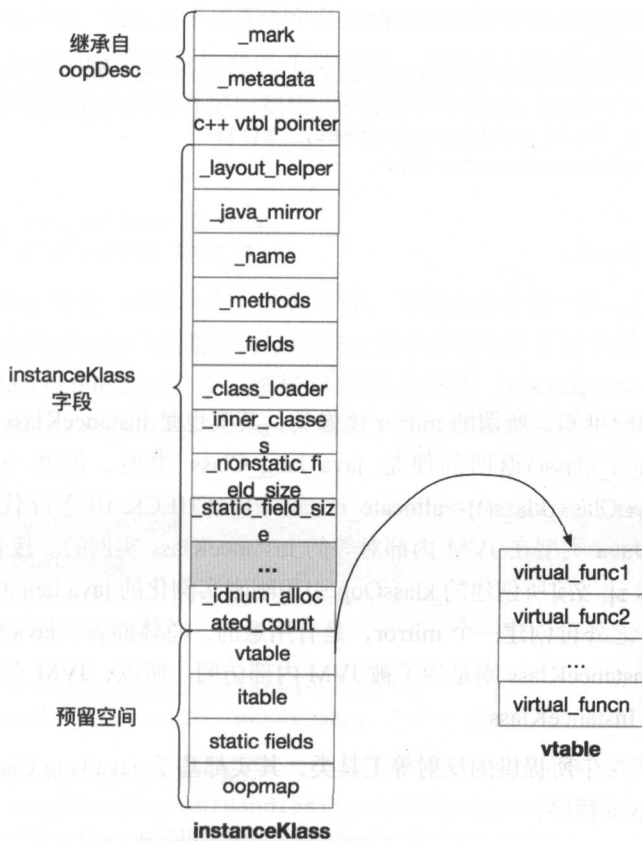 继承自
oopDesc
_mark
_metadata
c++ vtbl pointer
_layout_helper
_java_mirror
_name
_methods
_fields
instanceKlass
字段
_class_loader
_inner_classe
s
_nonstatic_fi
eld_size
_static_field_siz
e
...
_idnum_alloc
ated_count
预留空间
vtable
itable
static fields
oopmap
instanceKlass
virtual_func1
virtual_func2
...
virtual_funcn
vtable